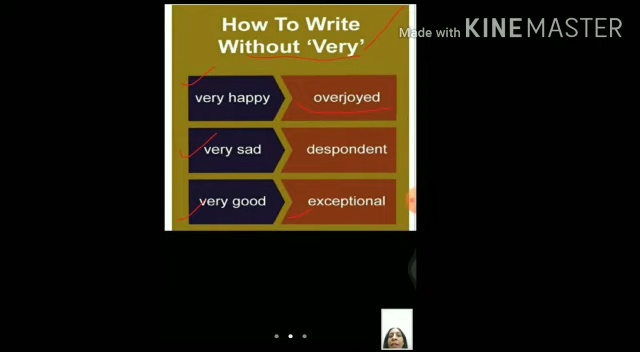 How To Write
Without ‘Very’
Made with KINEMASTER
very happy overjoyed
very sad despondent
very good exceptional